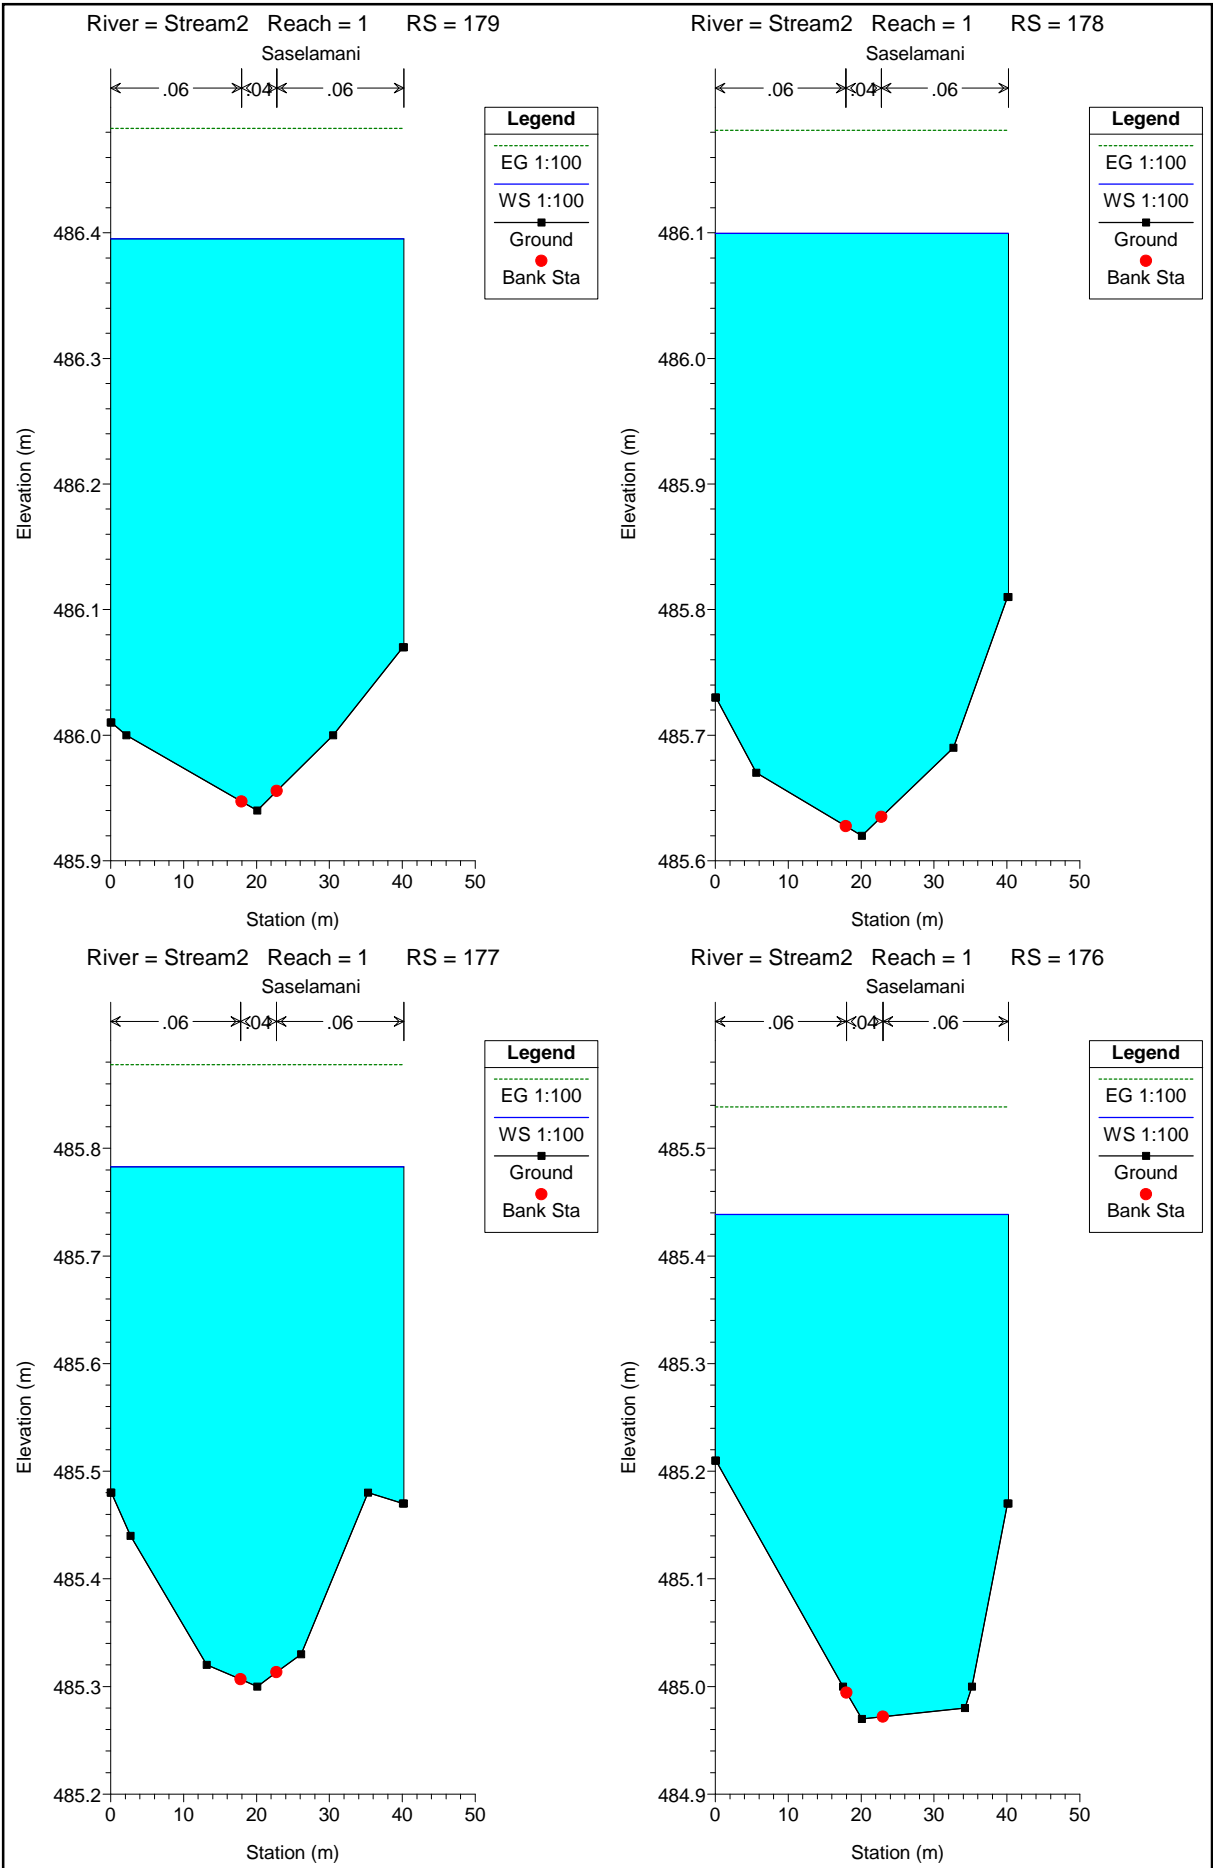 River = Stream2 Reach = 1 RS = 179
Saselamani
.06 .04 .06
Legend
EG 1:100
WS 1:100
Ground
Bank Sta
486.4
486.3
486.2
486.1
486.0
485.9
Elevation (m)
0 10 20 30 40 50
Station (m)
River = Stream2 Reach = 1 RS = 178
Saselamani
.06 .04 .06
Legend
EG 1:100
WS 1:100
Ground
Bank Sta
486.1
486.0
485.9
485.8
485.7
485.6
Elevation (m)
0 10 20 30 40 50
Station (m)
River = Stream2 Reach = 1 RS = 177
Saselamani
.06 .04 .06
Legend
EG 1:100
WS 1:100
Ground
Bank Sta
485.8
485.7
485.6
485.5
485.4
485.3
485.2
Elevation (m)
0 10 20 30 40 50
Station (m)
River = Stream2 Reach = 1 RS = 176
Saselamani
.06 .04 .06
Legend
EG 1:100
WS 1:100
Ground
Bank Sta
485.5
485.4
485.3
485.2
485.1
485.0
484.9
Elevation (m)
0 10 20 30 40 50
Station (m)